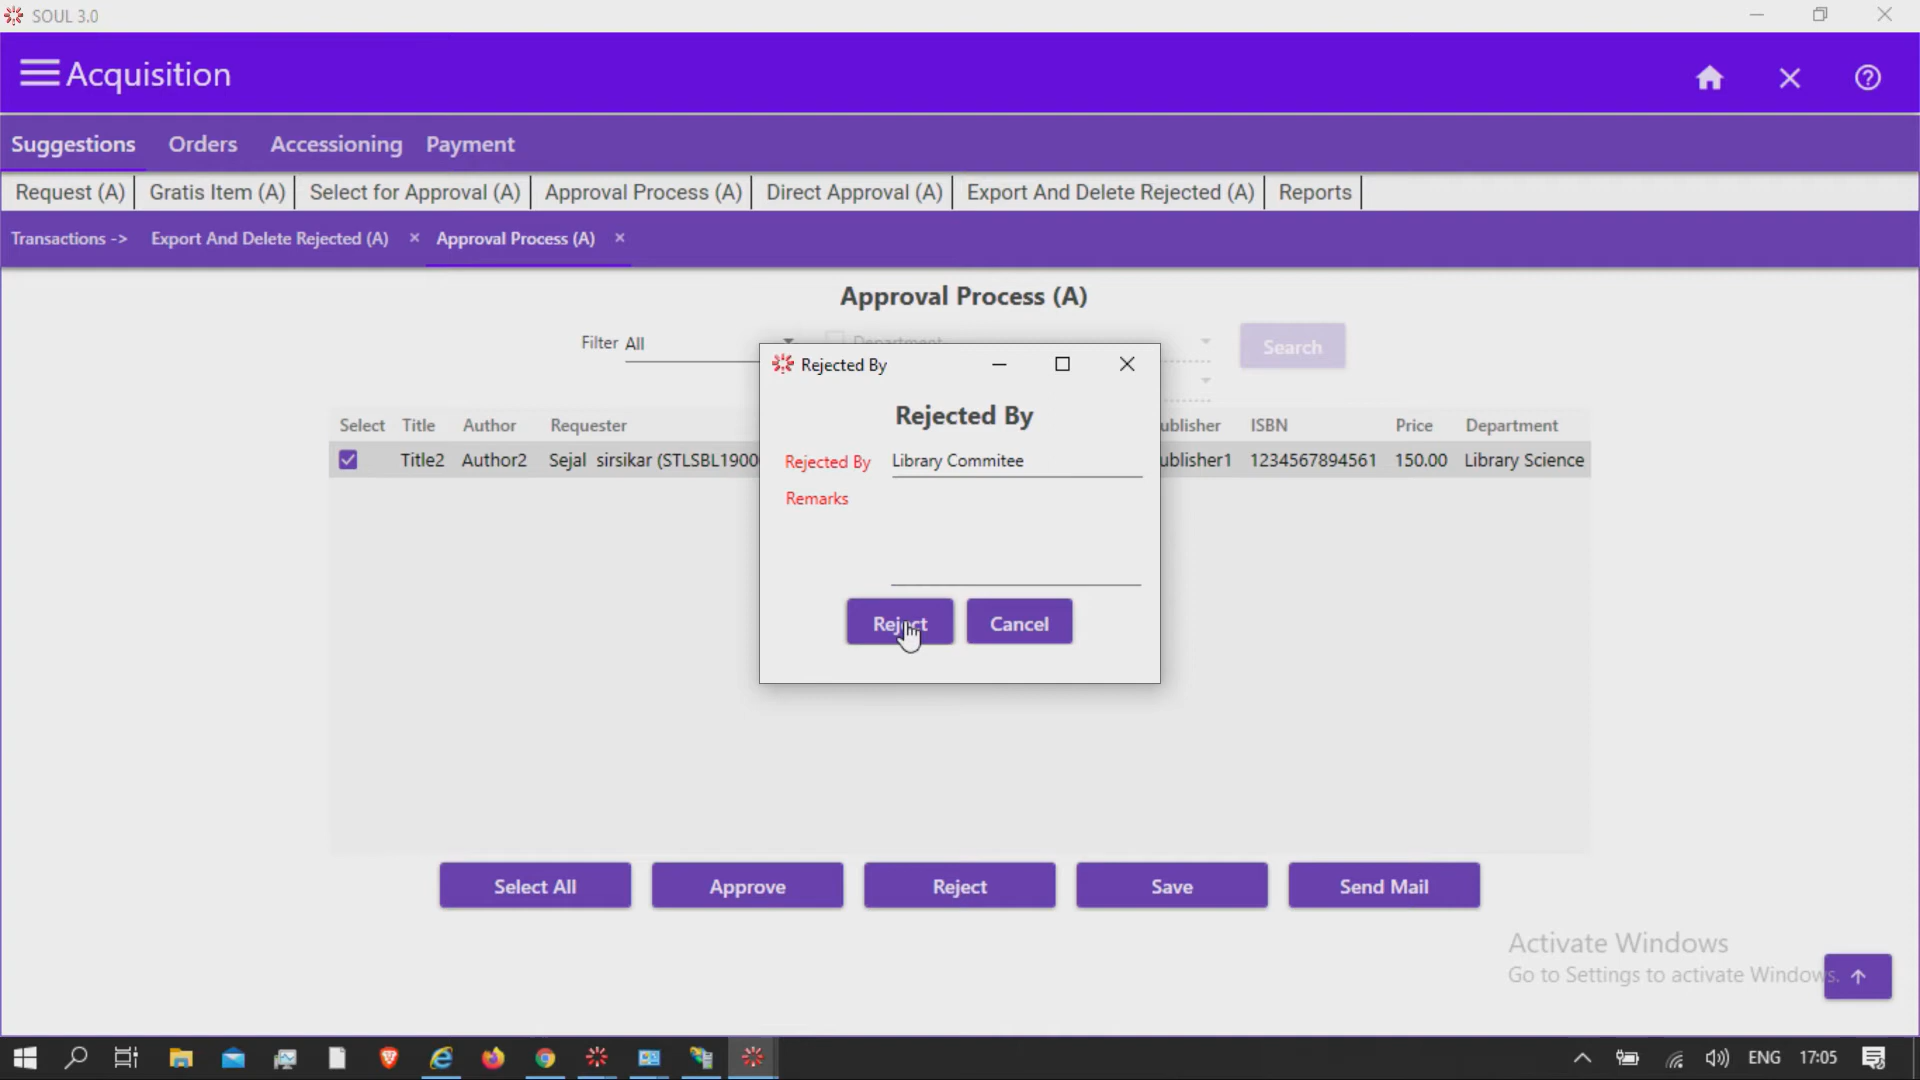 SOUL 3.0
Acquisition
Suggestions Orders Accessioning Payment
Request (A) Gratis Item (A) Select for Approval (A) Approval Process (A) Direct Approval (A) Export And Delete Rejected (A) Reports
Transactions -> Export And Delete Rejected (A) × Approval Process (A) ×
Approval Process (A)
Filter All Department Search
Rejected By
Rejected By
Select Title Author Requester ublisher ISBN Price Department
Title2 Author2 Sejal sirsikar (STLSBL1900 ublisher1 1234567894561 150.00 Library Science
Rejected By Library Commitee
Remarks
Reject Cancel
Select All Approve Reject Save Send Mail
Activate Windows
Go to Settings to activate Windows.
ENG 17:05